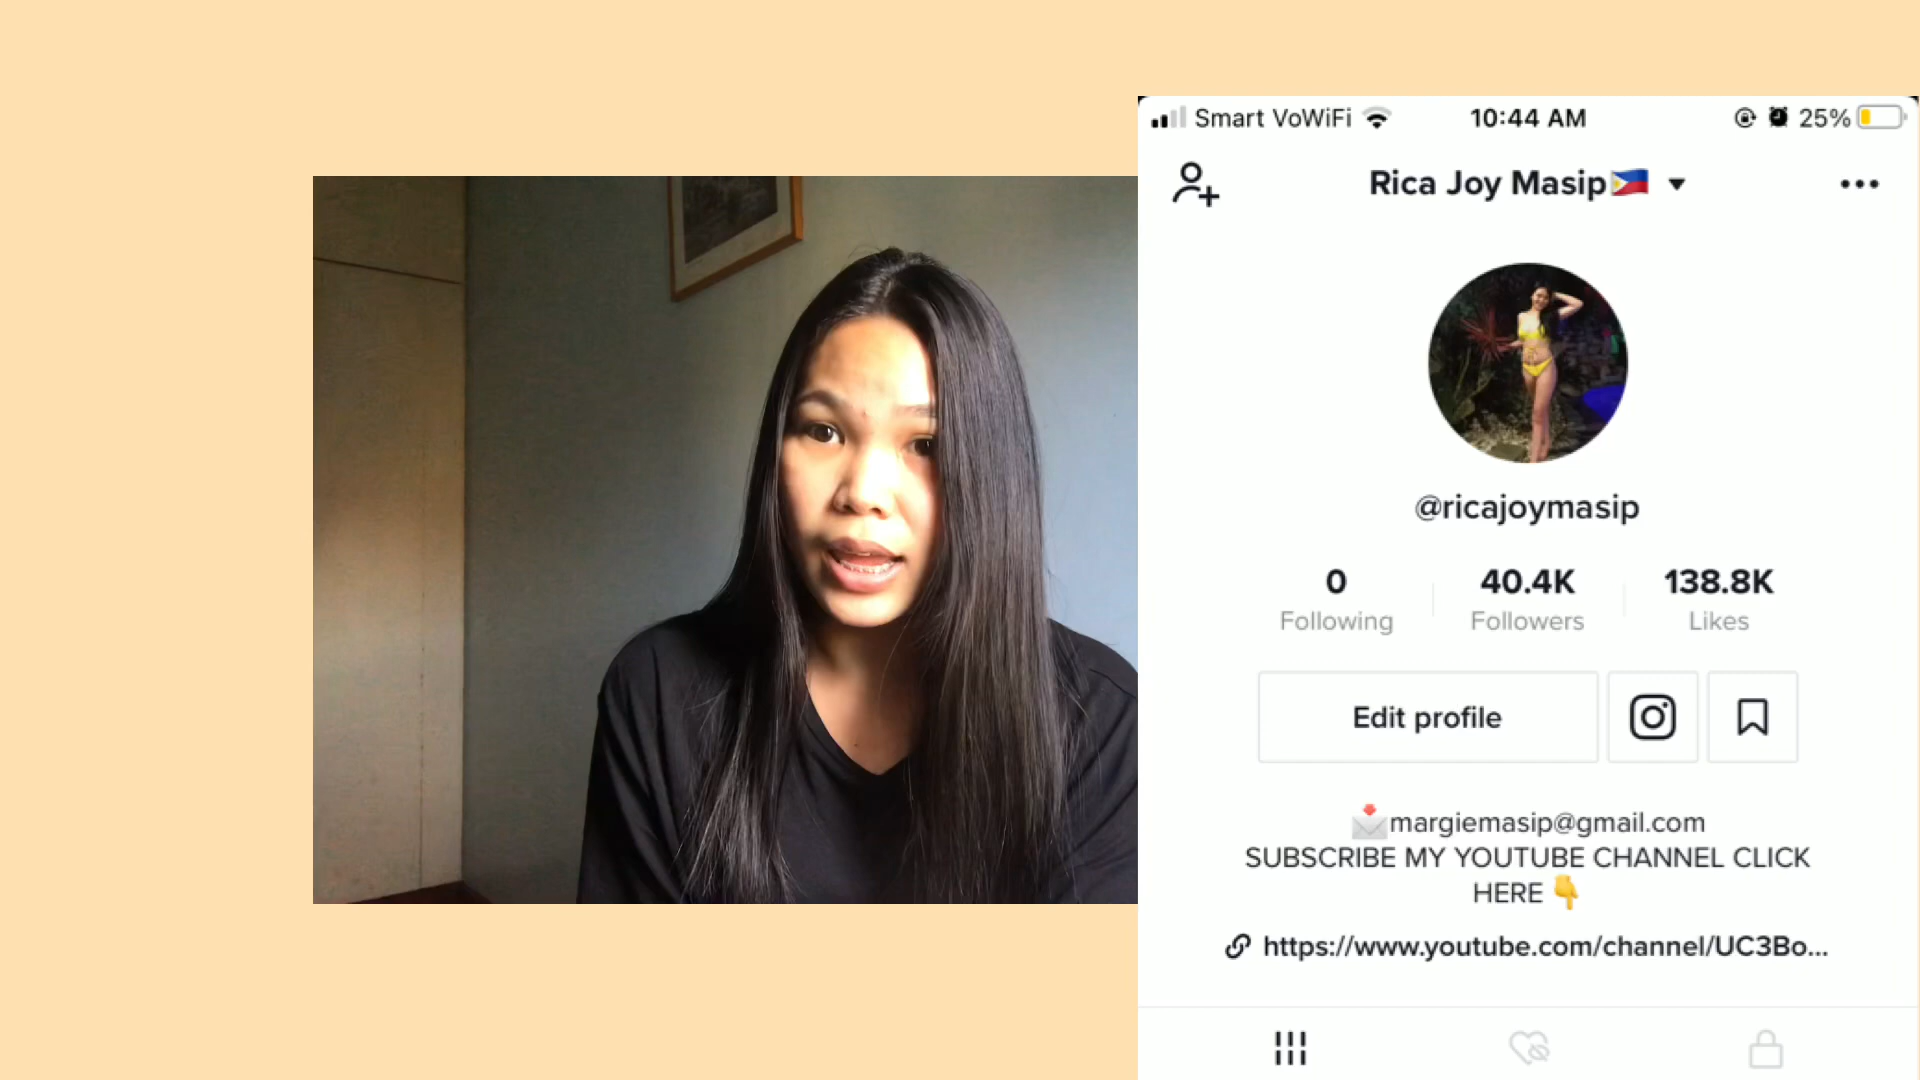 Smart VoWiFi 10:44 AM 25%
Rica Joy Masip🇵🇭
@ricajoymasip
0 40.4K 138.8K
Following Followers Likes
Edit profile
📩margiemasip@gmail.com
SUBSCRIBE MY YOUTUBE CHANNEL CLICK
HERE 👇
https://www.youtube.com/channel/UC3Bo...